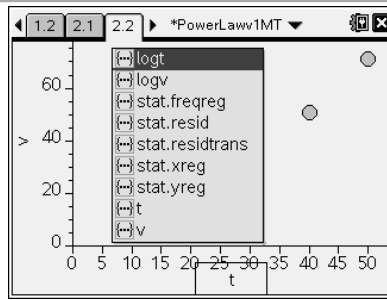 1.2 2.1 2.2 *PowerLawv1MT
logt
logv
stat.freqreg
stat.resid
stat.residtrans
stat.xreg
stat.yreg
t
v
60
40
20
0
v
0 5 10 15 20 25 30 35 40 45 50
t